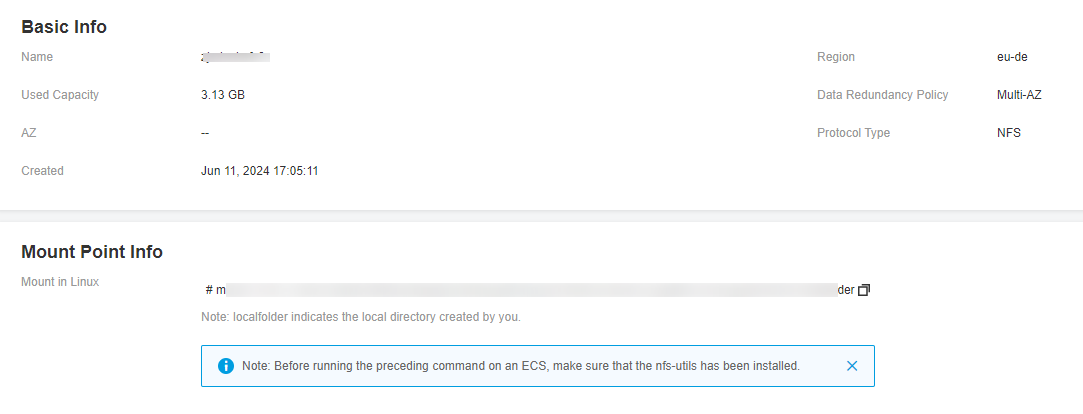 Basic Info
Name
Region eu-de
Used Capacity 3.13 GB
Data Redundancy Policy Multi-AZ
AZ --
Protocol Type NFS
Created Jun 11, 2024 17:05:11
Mount Point Info
Mount in Linux
# m der
Note: localfolder indicates the local directory created by you.
Note: Before running the preceding command on an ECS, make sure that the nfs-utils has been installed.